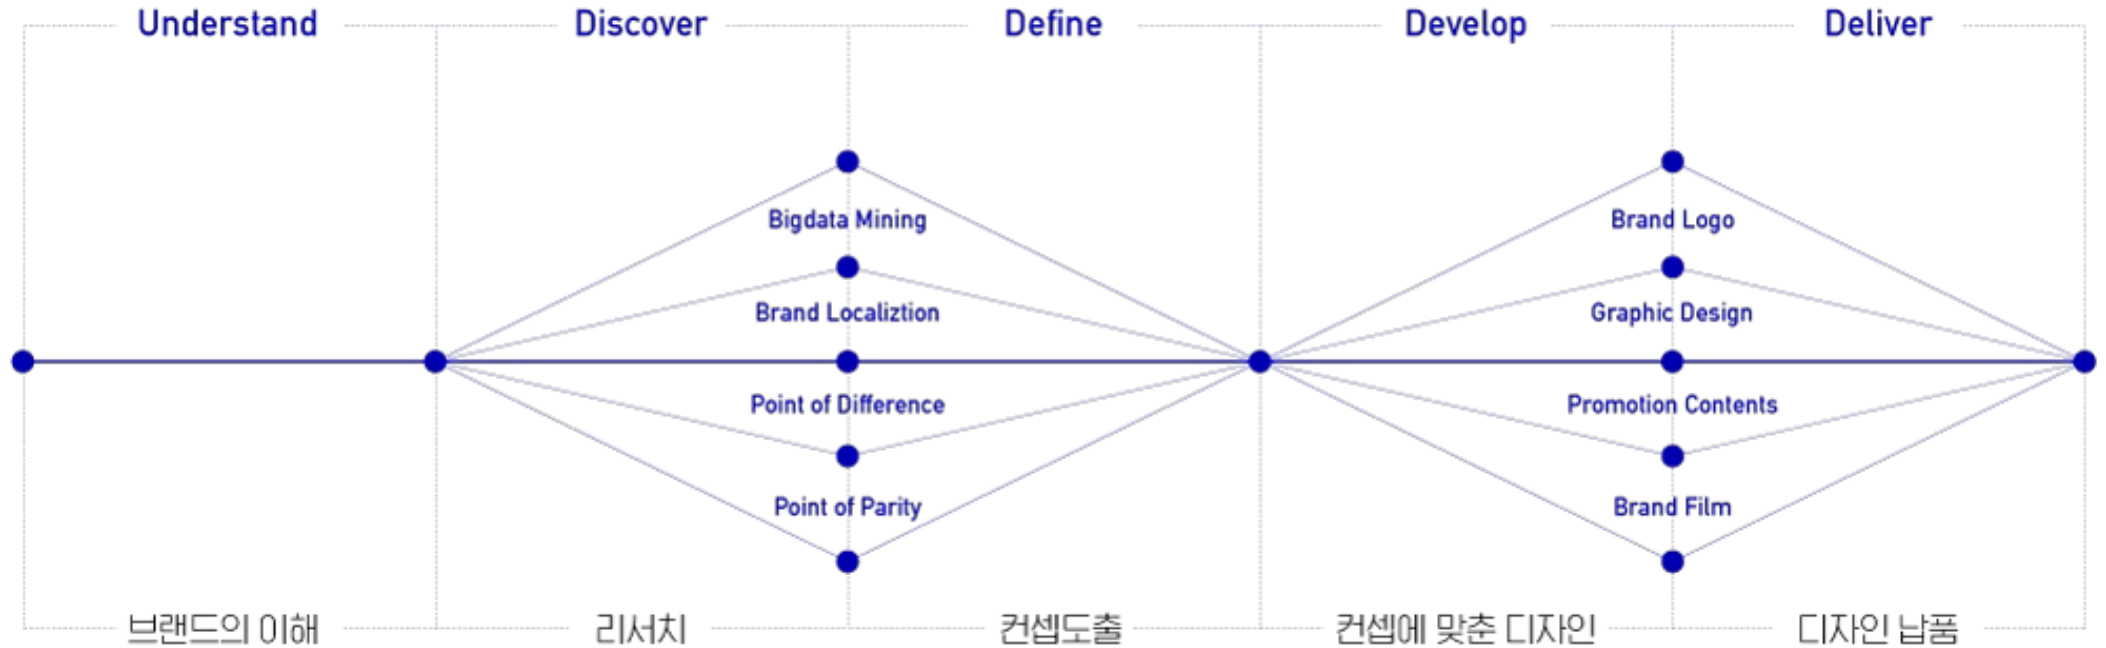 Understand
Discover
Define
Develop
Deliver
Bigdata Mining
Brand Localiztion
Point of Difference
Point of Parity
Brand Logo
Graphic Design
Promotion Contents
Brand Film
브랜드의 이해
리서치
컨셉도출
컨셉에 맞춘 디자인
디자인 납품